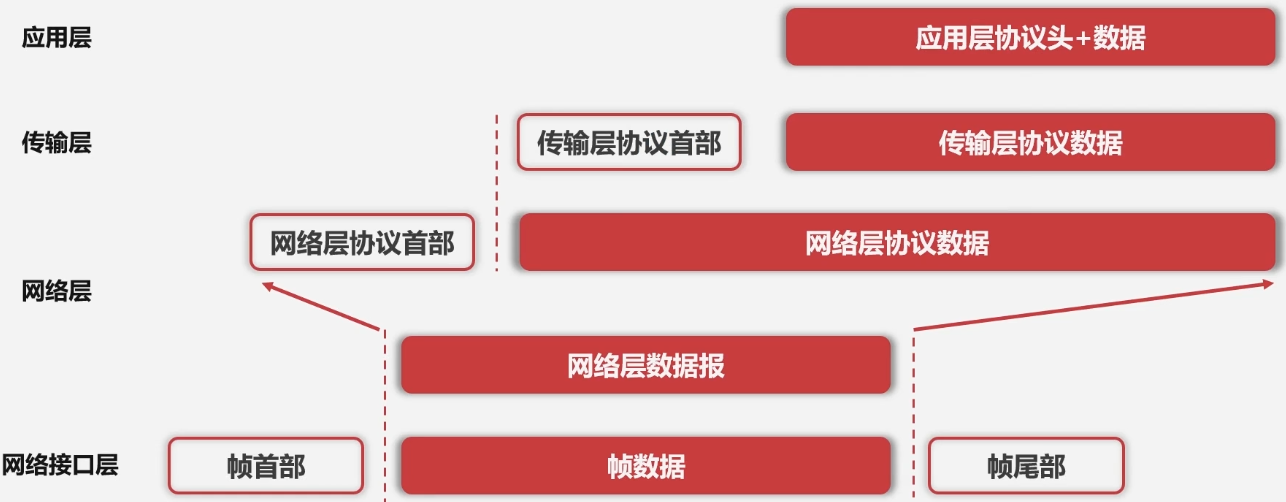 应用层
应用层协议头+数据
传输层
传输层协议首部
传输层协议数据
网络层协议首部
网络层协议数据
网络层
网络层数据报
网络接口层
帧首部
帧数据
帧尾部